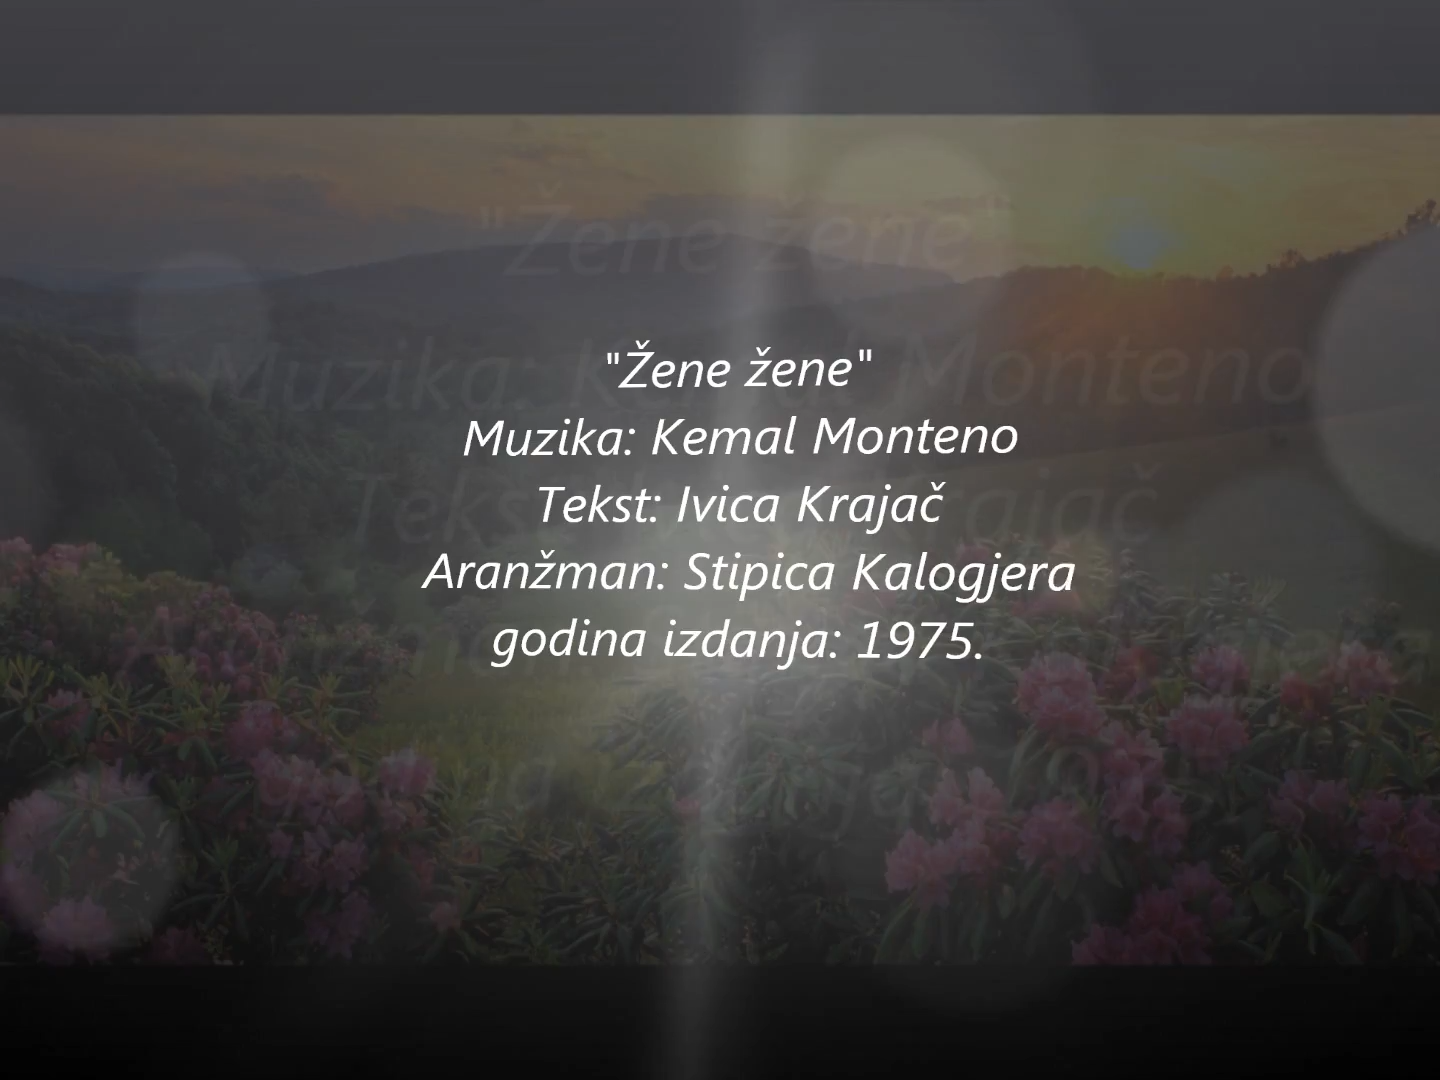 "Žene žene"
Muzika: Kemal Monteno
Tekst: Ivica Krajač
Aranžman: Stipica Kalogjera
godina izdanja: 1975.